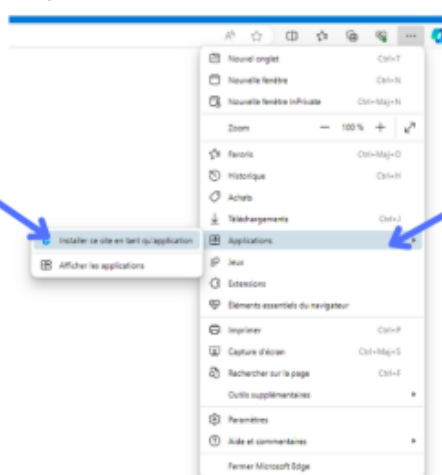 Nouvel onglet Ctrl+T
Nouvelle fenêtre Ctrl+N
Nouvelle fenêtre InPrivate Ctrl+Maj+N
Zoom — 100 % +
Favoris Ctrl+Maj+O
Historique Ctrl+H
Achats
Téléchargements Ctrl+J
Installer ce site en tant qu'application
Applications
Afficher les applications
Jeux
Extensions
Éléments essentiels du navigateur
Imprimer Ctrl+P
Capture d'écran Ctrl+Maj+S
Rechercher sur la page Ctrl+F
Outils supplémentaires
Paramètres
Aide et commentaires
Fermer Microsoft Edge